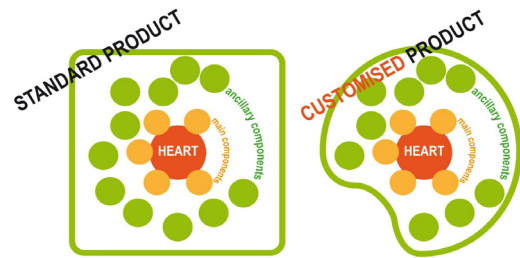 STANDARD PRODUCT
ancillary components
main components
HEART
CUSTOMISED PRODUCT
ancillary components
main components
HEART